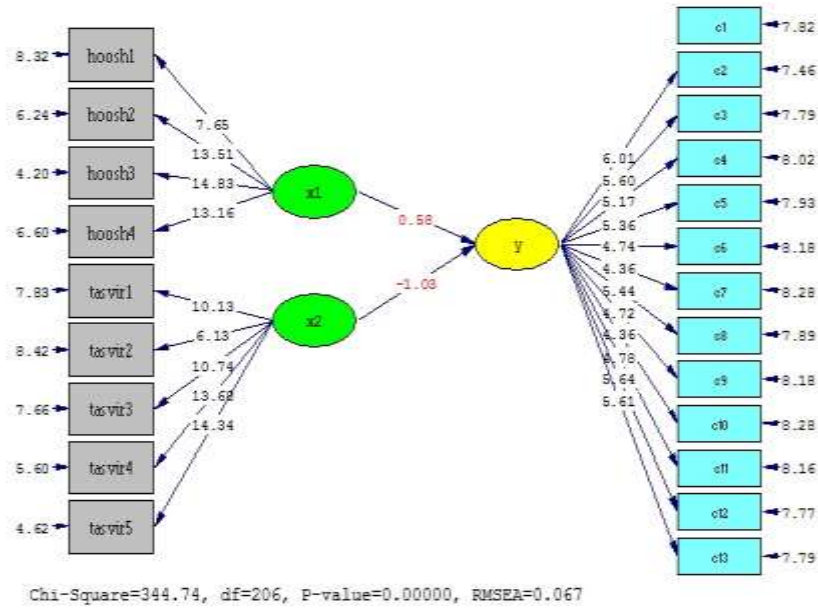 8.32 hoosh1
6.24 hoosh2
4.20 hoosh3
6.60 hoosh4
7.83 tasvir1
8.42 tasvir2
7.66 tasvir3
5.60 tasvir4
4.62 tasvir5
7.65
13.51
14.83
13.16
10.13
6.13
10.74
14.34
x1
x2
0.58
-1.03
y
6.01
5.60
5.17
5.36
4.74
4.36
5.44
4.72
4.36
4.78
5.64
5.61
c1 7.82
c2 7.46
c3 7.79
c4 8.02
c5 7.93
c6 8.18
c7 8.28
c8 7.89
c9 8.18
c10 8.28
c11 8.16
c12 7.77
c13 7.79
Chi-Square=344.74, df=206, P-value=0.00000, RMSEA=0.067